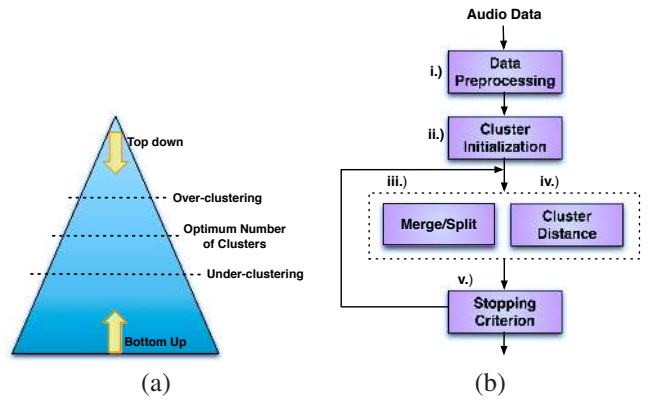 Top down
Over-clustering
Optimum Number
of Clusters
Under-clustering
Bottom Up
(a)
Audio Data
i.)
Data
Preprocessing
ii.)
Cluster
Initialization
iii.)
iv.)
Merge/Split
Cluster
Distance
v.)
Stopping
Criterion
(b)